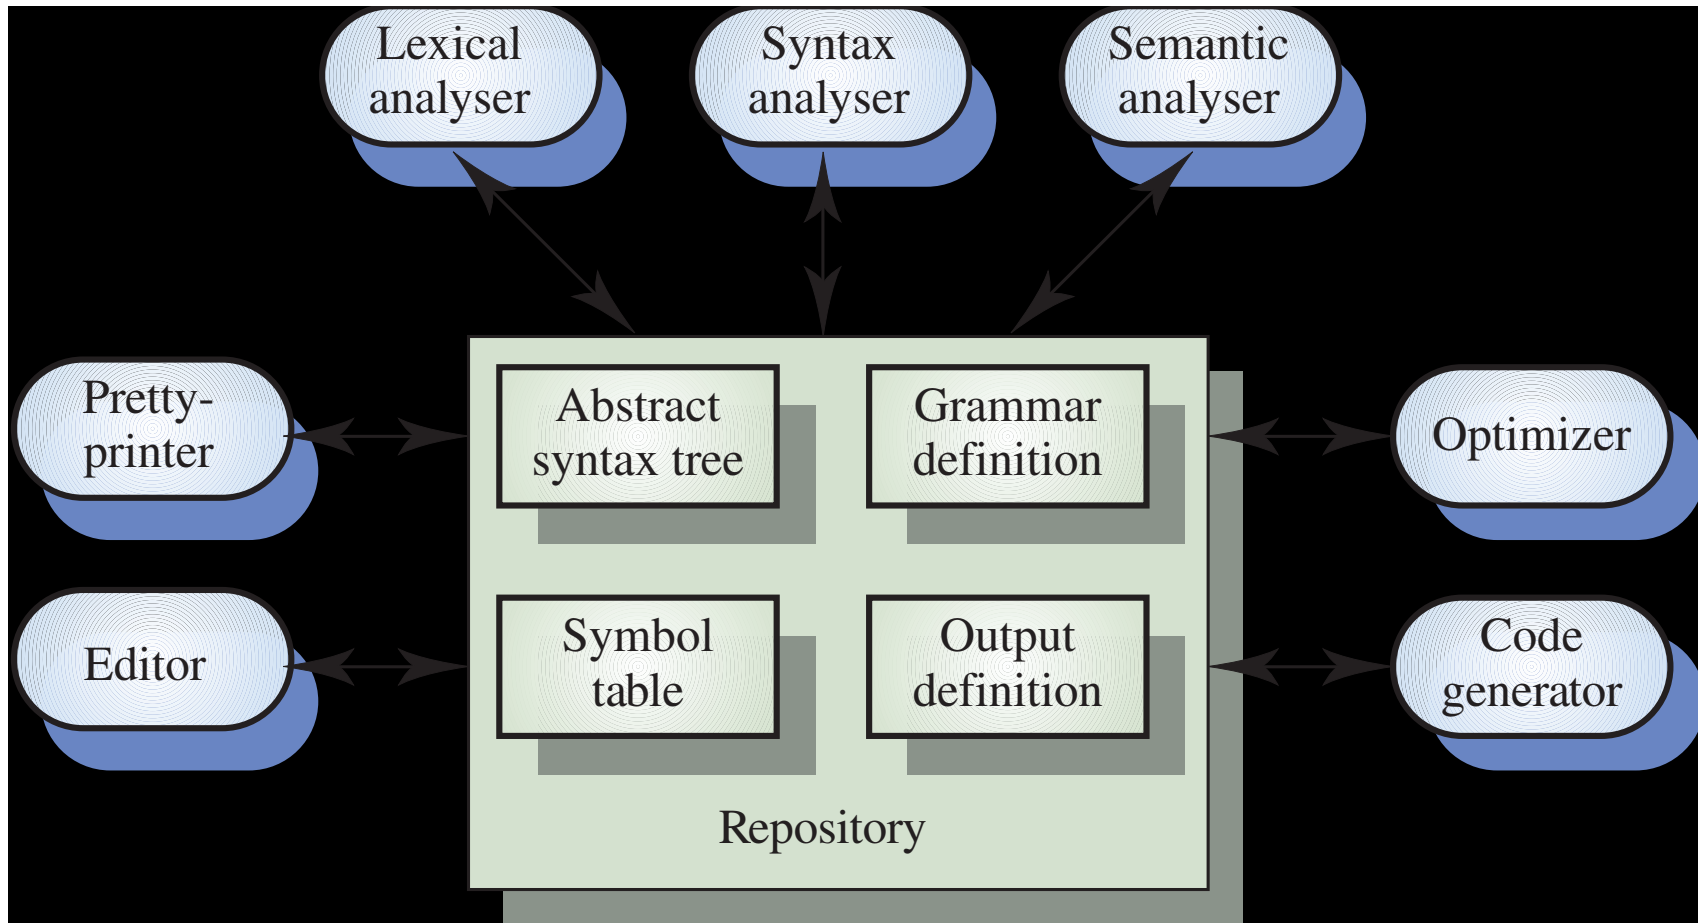 Lexical
analyser
Syntax
analyser
Semantic
analyser
Pretty-
printer
Abstract
syntax tree
Grammar
definition
Optimizer
Editor
Symbol
table
Output
definition
Code
generator
Repository